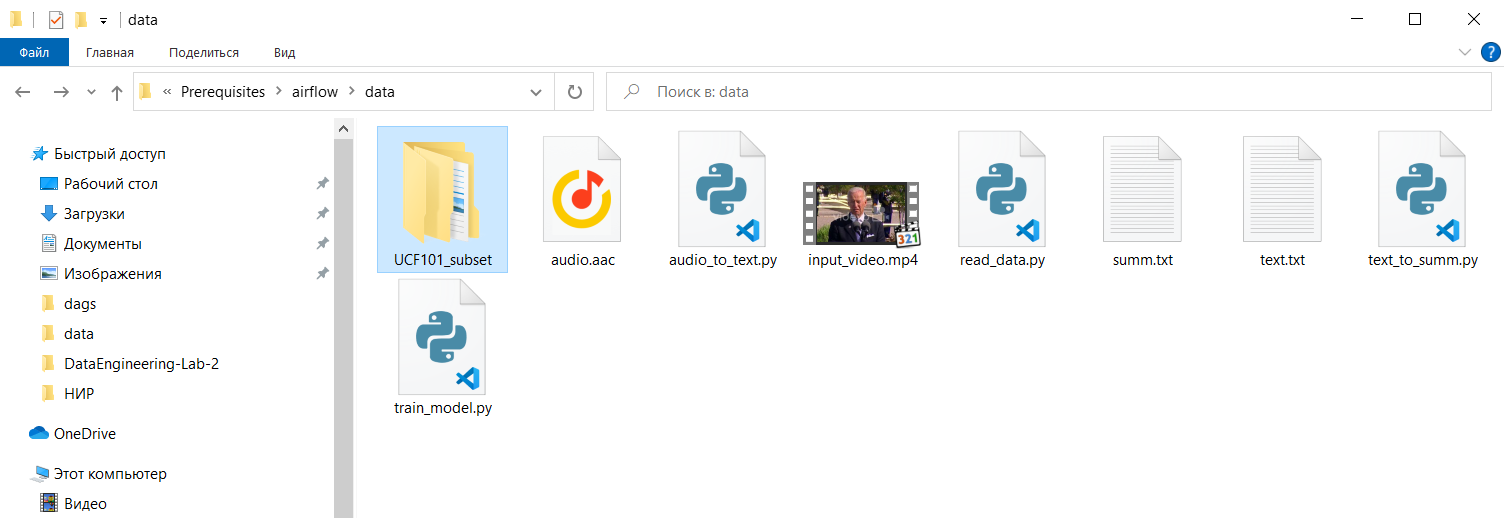 data
Файл Главная Поделиться Вид
« Prerequisites > airflow > data
Поиск в: data
Быстрый доступ
Рабочий стол
Загрузки
Документы
Изображения
dags
data
DataEngineering-Lab-2
НИР
OneDrive
Этот компьютер
Видео
UCF101_subset audio.aac audio_to_text.py input_video.mp4 read_data.py summ.txt text.txt text_to_summ.py
321
train_model.py